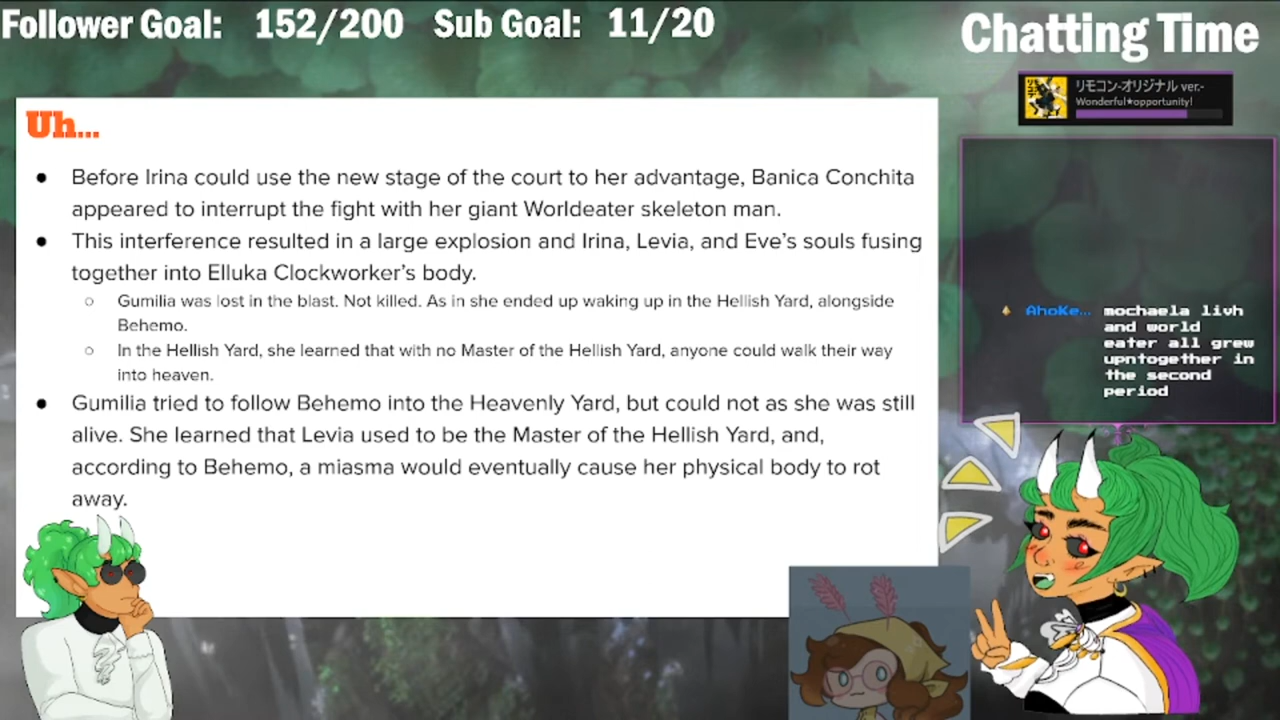 Follower Goal: 152/200 Sub Goal: 11/20
Chatting Time
リモコン-オリジナル ver.-
Wonderful★opportunity!
Uh...
● Before Irina could use the new stage of the court to her advantage, Banica Conchita
appeared to interrupt the fight with her giant Worldeater skeleton man.
● This interference resulted in a large explosion and Irina, Levia, and Eve's souls fusing
together into Elluka Clockworker's body.
○ Gumilia was lost in the blast. Not killed. As in she ended up waking up in the Hellish Yard, alongside
Behemo.
○ In the Hellish Yard, she learned that with no Master of the Hellish Yard, anyone could walk their way
into heaven.
● Gumilia tried to follow Behemo into the Heavenly Yard, but could not as she was still
alive. She learned that Levia used to be the Master of the Hellish Yard, and,
according to Behemo, a miasma would eventually cause her physical body to rot
away.
AhoKe... mochaela livh
and world
eater all grew
upntogether in
the second
period